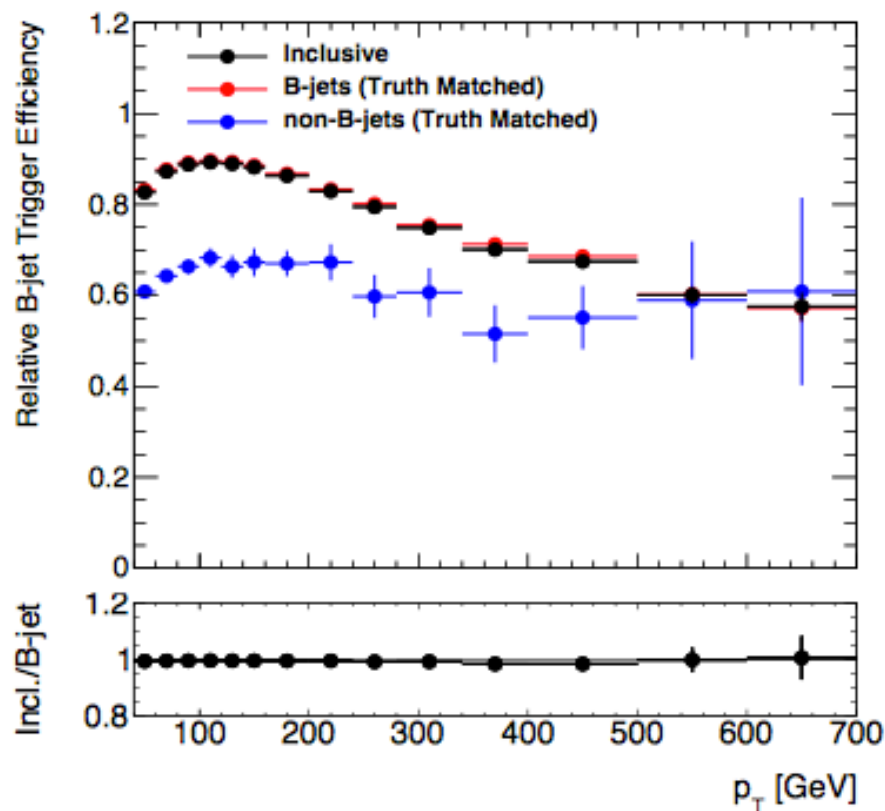 Relative B-jet Trigger Efficiency
1.2
1
0.8
0.6
0.4
0.2
0
Inclusive
B-jets (Truth Matched)
non-B-jets (Truth Matched)
Incl./B-jet
1.2
1
0.8
100 200 300 400 500 600 700
p_T [GeV]